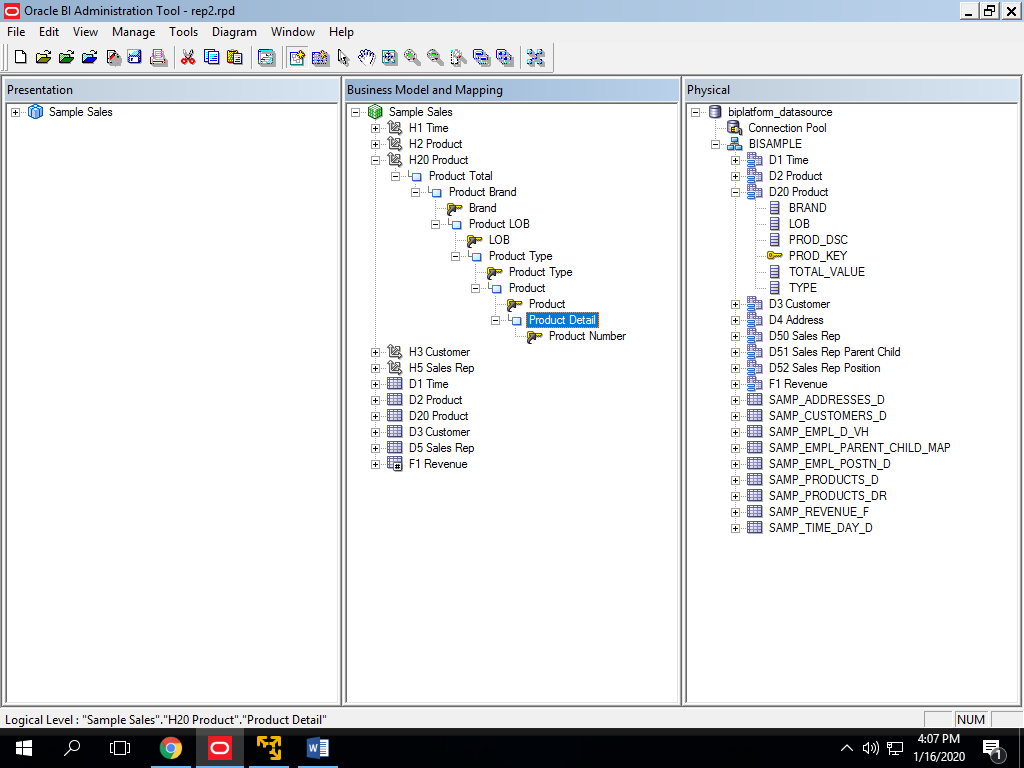 Oracle BI Administration Tool - rep2.rpd
File Edit View Manage Tools Diagram Window Help
Presentation
Sample Sales
Business Model and Mapping
Sample Sales
H1 Time
H2 Product
H20 Product
Product Total
Product Brand
Brand
Product LOB
LOB
Product Type
Product Type
Product
Product
Product Detail
Product Number
H3 Customer
H5 Sales Rep
D1 Time
D2 Product
D20 Product
D3 Customer
D5 Sales Rep
F1 Revenue
Physical
biplatform_datasource
Connection Pool
BISAMPLE
D1 Time
D2 Product
D20 Product
BRAND
LOB
PROD_DSC
PROD_KEY
TOTAL_VALUE
TYPE
D3 Customer
D4 Address
D50 Sales Rep
D51 Sales Rep Parent Child
D52 Sales Rep Position
F1 Revenue
SAMP_ADDRESSES_D
SAMP_CUSTOMERS_D
SAMP_EMPL_D_VH
SAMP_EMPL_PARENT_CHILD_MAP
SAMP_EMPL_POSTN_D
SAMP_PRODUCTS_D
SAMP_PRODUCTS_DR
SAMP_REVENUE_F
SAMP_TIME_DAY_D
Logical Level : "Sample Sales"."H20 Product"."Product Detail"
NUM
4:07 PM
1/16/2020
1